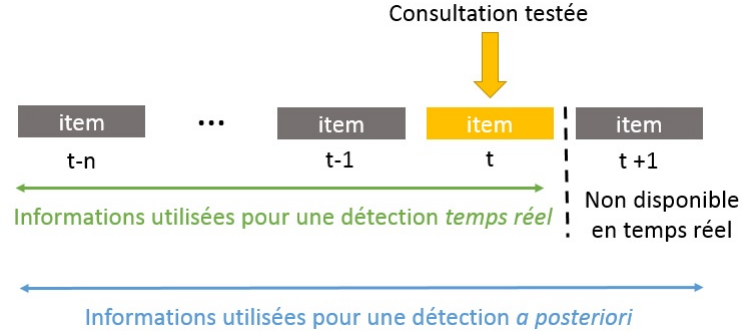 Consultation testée
item ... item item item
t-n t-1 t t +1
Informations utilisées pour une détection temps réel
Non disponible
en temps réel
Informations utilisées pour une détection a posteriori